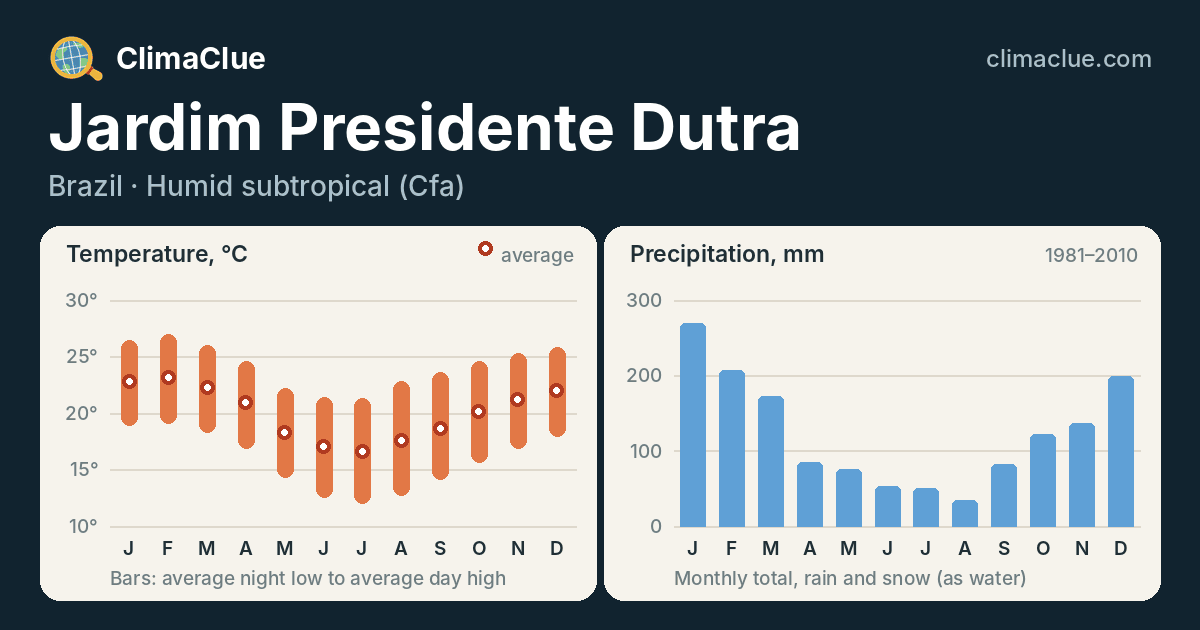 ClimaClue
climaclue.com
Jardim Presidente Dutra
Brazil · Humid subtropical (Cfa)
Temperature, °C
average
30°
25°
20°
15°
10°
J F M A M J J A S O N D
Bars: average night low to average day high
Precipitation, mm
1981–2010
300
200
100
0
J F M A M J J A S O N D
Monthly total, rain and snow (as water)